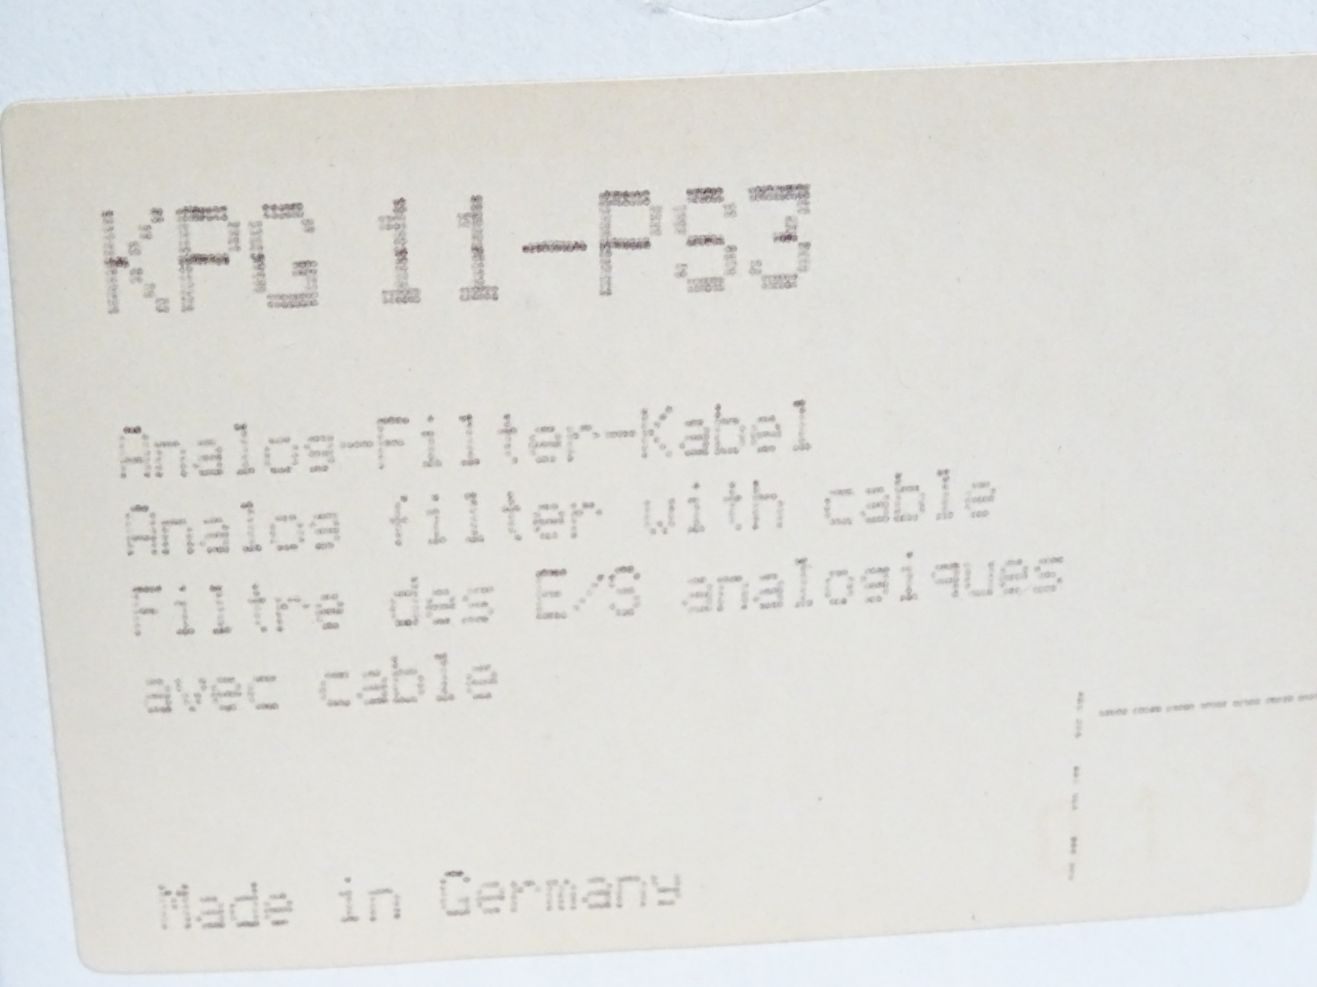 KPG 11-PS3
Analog-Filter-Kabel
Analog filter with cable
Filtre des E/S analogiques
avec cable
Made in Germany